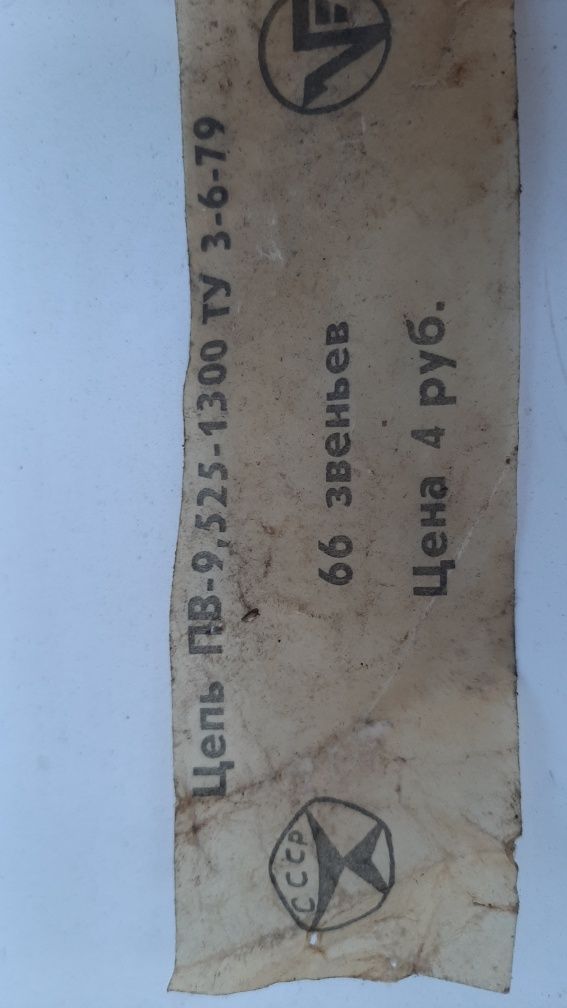 Цепь ПВ-9,525-1300 ТУ 3-6-79
66 звеньев
Цена 4 руб.
СССР